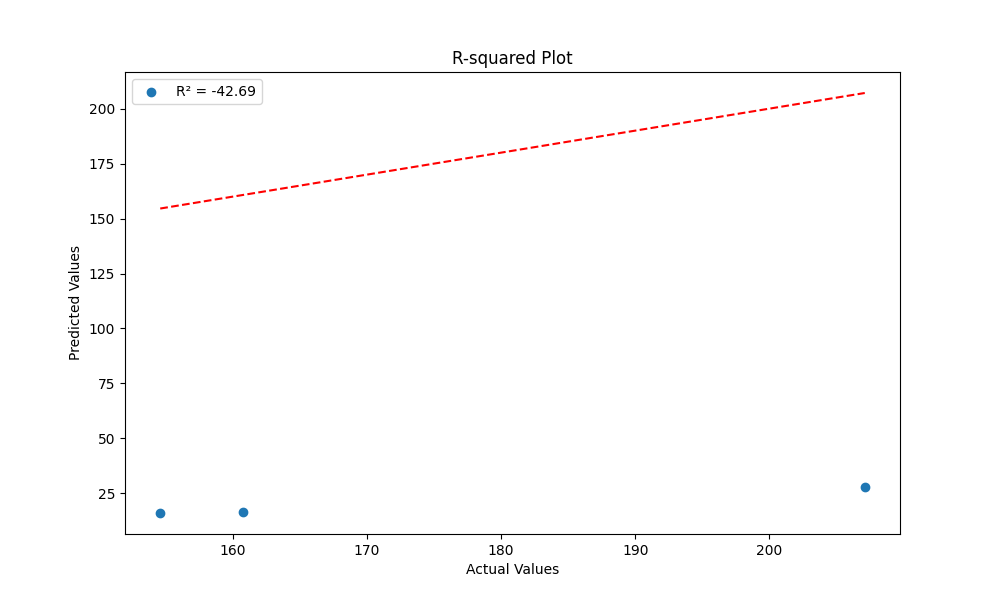 R-squared Plot
R² = -42.69
200
175
150
125
100
75
50
25
Predicted Values
160 170 180 190 200
Actual Values